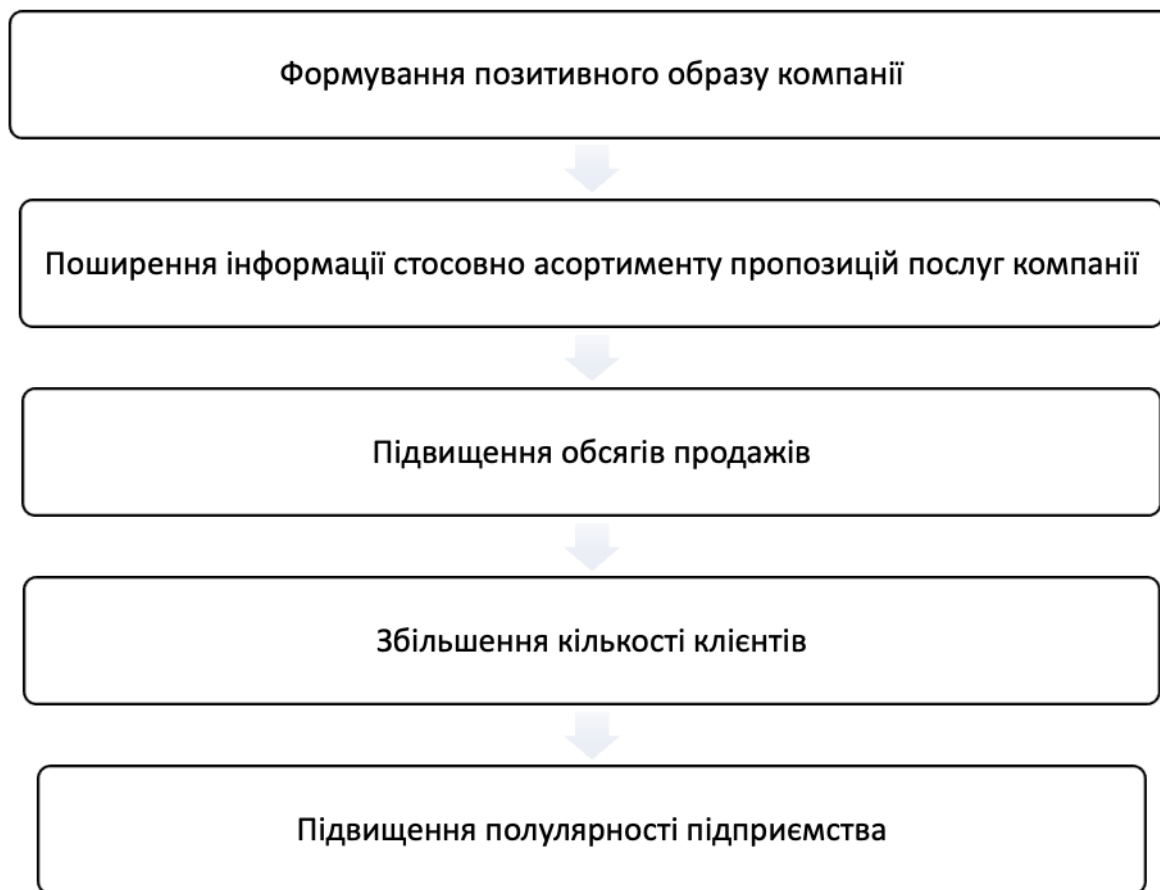 Формування позитивного образу компанії
Поширення інформації стосовно асортименту пропозицій послуг компанії
Підвищення обсягів продажів
Збільшення кількості клієнтів
Підвищення полулярності підприємства